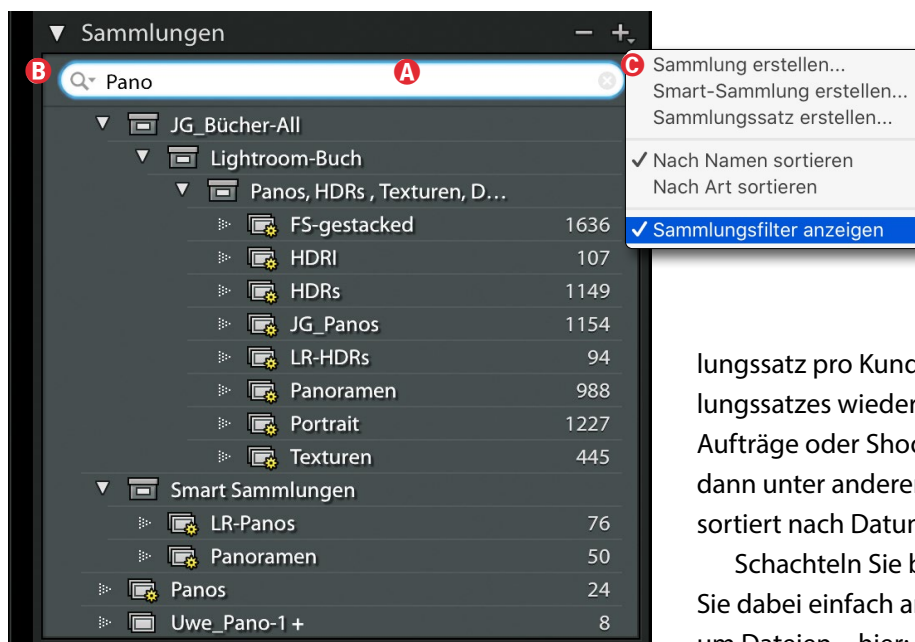 Sammlungen
B
Pano
A
JG_Bücher-All
Lightroom-Buch
Panos, HDRs , Texturen, D…
FS-gestacked 1636
HDRI 107
HDRs 1149
JG_Panos 1154
LR-HDRs 94
Panoramen 988
Portrait 1227
Texturen 445
Smart Sammlungen
LR-Panos 76
Panoramen 50
Panos 24
Uwe_Pano-1 + 8
C
Sammlung erstellen...
Smart-Sammlung erstellen...
Sammlungssatz erstellen...
Nach Namen sortieren
Nach Art sortieren
Sammlungsfilter anzeigen
lungssatz pro Kund
lungssatzes wieder
Aufträge oder Shoo
dann unter anderer
sortiert nach Datur
Schachteln Sie b
Sie dabei einfach a